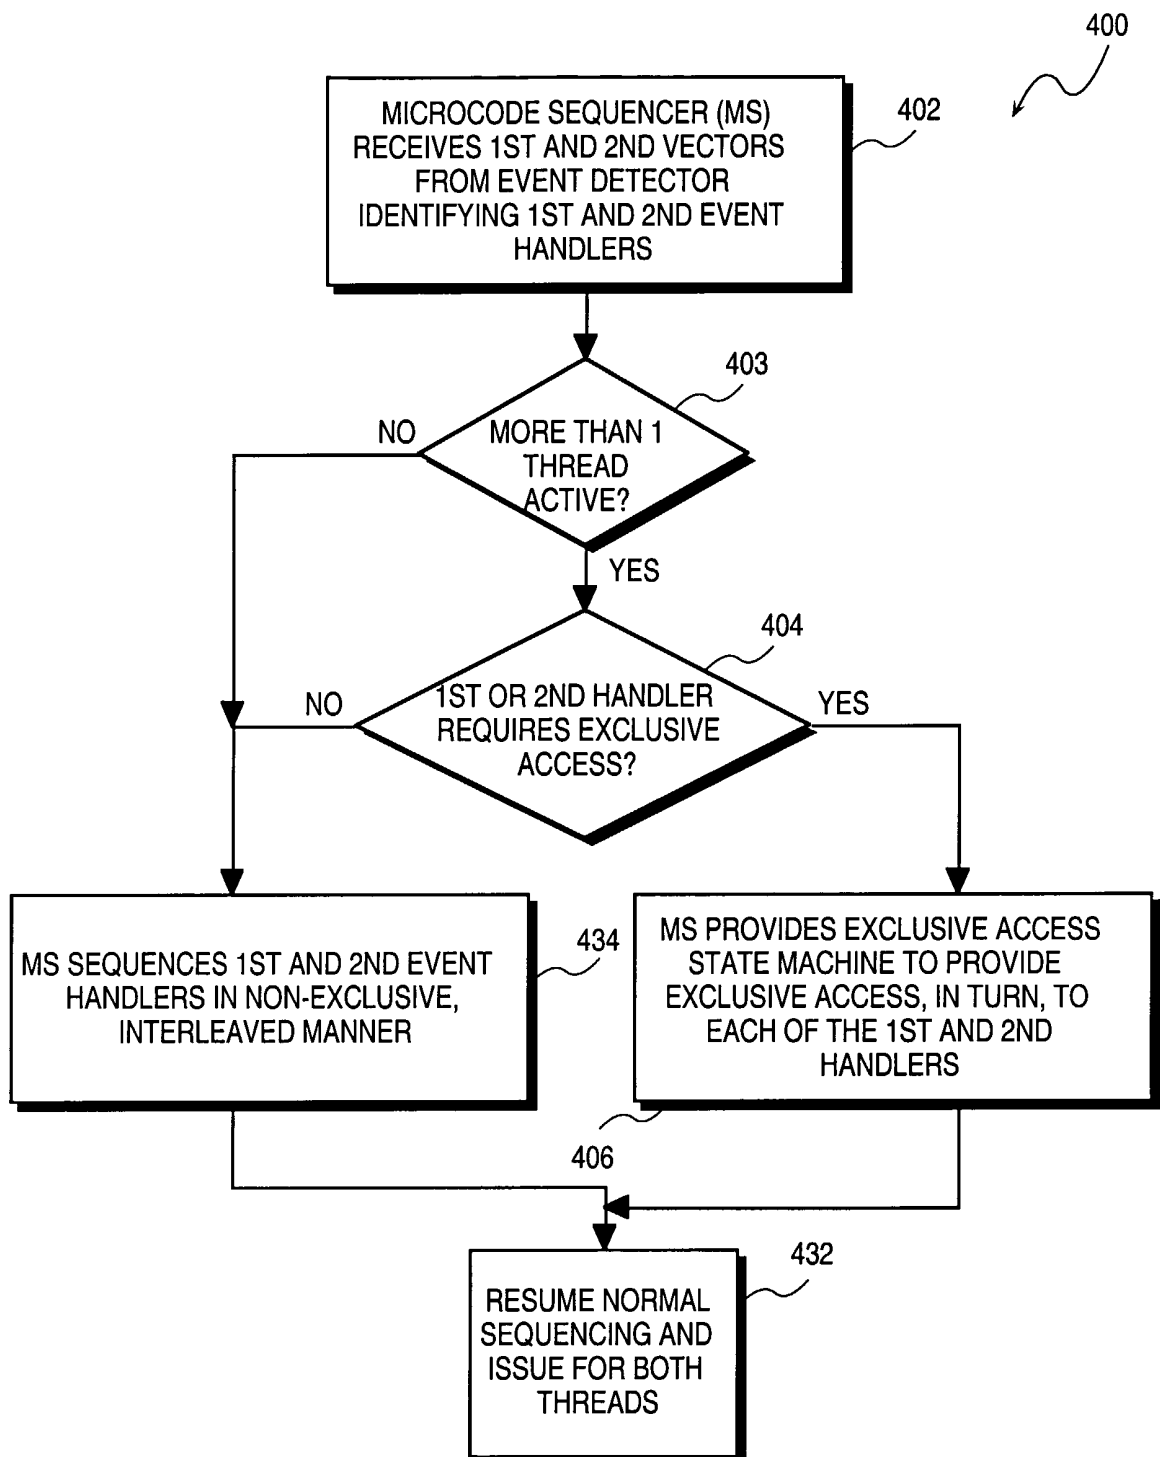 400
MICROCODE SEQUENCER (MS)
RECEIVES 1ST AND 2ND VECTORS
FROM EVENT DETECTOR
IDENTIFYING 1ST AND 2ND EVENT
HANDLERS
402
403
NO
MORE THAN 1
THREAD
ACTIVE?
YES
404
NO
1ST OR 2ND HANDLER
REQUIRES EXCLUSIVE
ACCESS?
YES
MS SEQUENCES 1ST AND 2ND EVENT
HANDLERS IN NON-EXCLUSIVE,
INTERLEAVED MANNER
434
MS PROVIDES EXCLUSIVE ACCESS
STATE MACHINE TO PROVIDE
EXCLUSIVE ACCESS, IN TURN, TO
EACH OF THE 1ST AND 2ND
HANDLERS
406
432
RESUME NORMAL
SEQUENCING AND
ISSUE FOR BOTH
THREADS